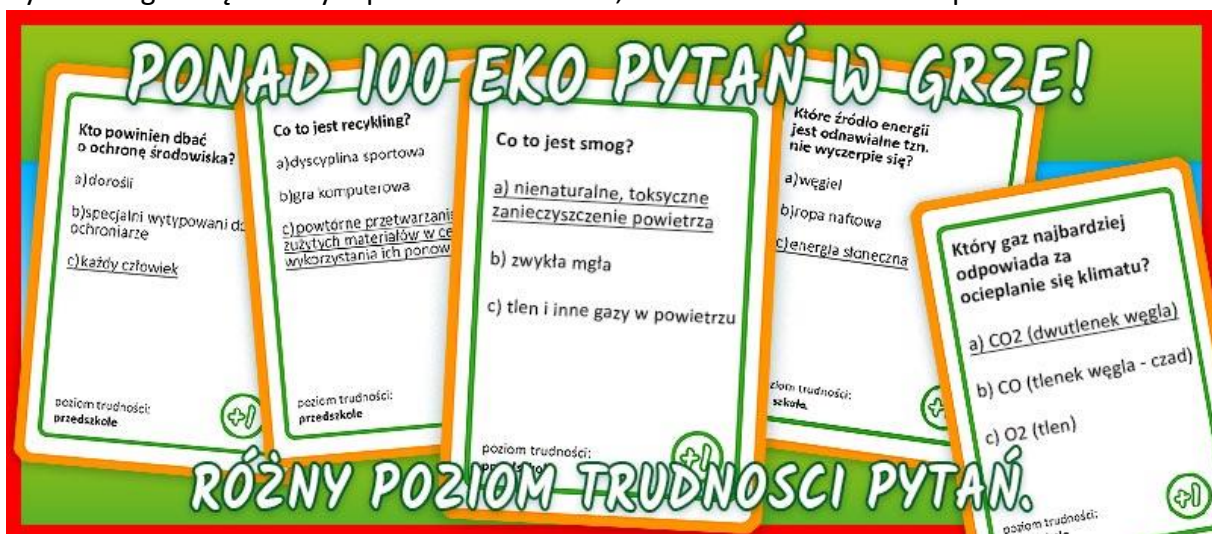 PONAD 100 EKO PYTAŃ W GRZE!
Kto powinien dbać
o ochronę środowiska?
a)dorośli
b)specjalni wytypowani do
ochroniarze
c)każdy człowiek
poziom trudności:
przedszkole
+1
Co to jest recykling?
a)dyscyplina sportowa
b)gra komputerowa
c)powtórne przetwarzanie
zużytych materiałów w
wykorzystania ich
poziom trudności:
przedszkole
Co to jest smog?
a) nienaturalne, toksyczne
zanieczyszczenie powietrza
b) zwykła mgła
c) tlen i inne gazy w powietrzu
poziom trudności:
+1
Które źródło energii
jest odnawialne tzn.
nie wyczerpie się?
a)węgiel
b)ropa naftowa
c)energia słoneczna
poziom trudności:
szkoła.
Który gaz najbardziej
odpowiada za
ocieplanie się klimatu?
a) CO2 (dwutlenek węgla)
b) CO (tlenek węgla - czad)
c) O2 (tlen)
poziom trudności:
+1
RÓŻNY POZIOM TRUDNOSCI PYTAŃ.